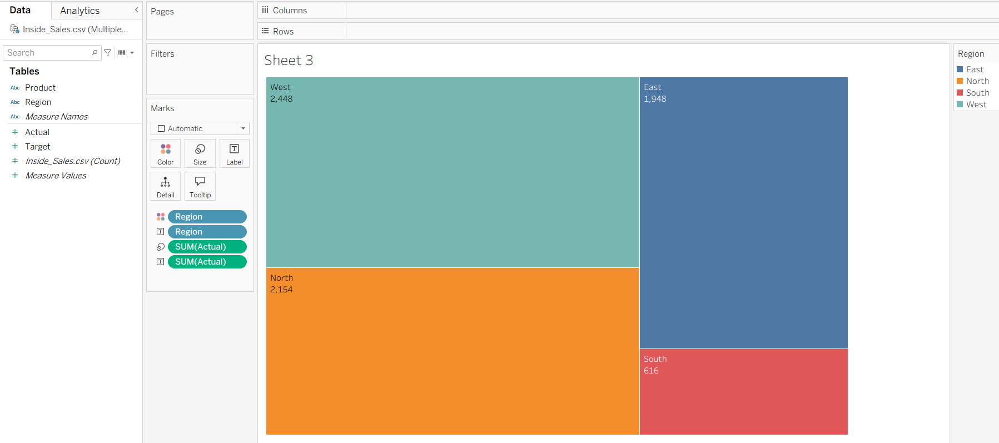 Data
Analytics
Inside_Sales.csv (Multiple...
Search
Tables
Abc Product
Abc Region
Abc Measure Names
# Actual
# Target
# Inside_Sales.csv (Count)
# Measure Values
Pages
Filters
Marks
Automatic
Color
Size
T
Label
Detail
Tooltip
Region
T Region
SUM(Actual)
T SUM(Actual)
Columns
Rows
Sheet 3
West
2,448
East
1,948
North
2,154
South
616
Region
East
North
South
West